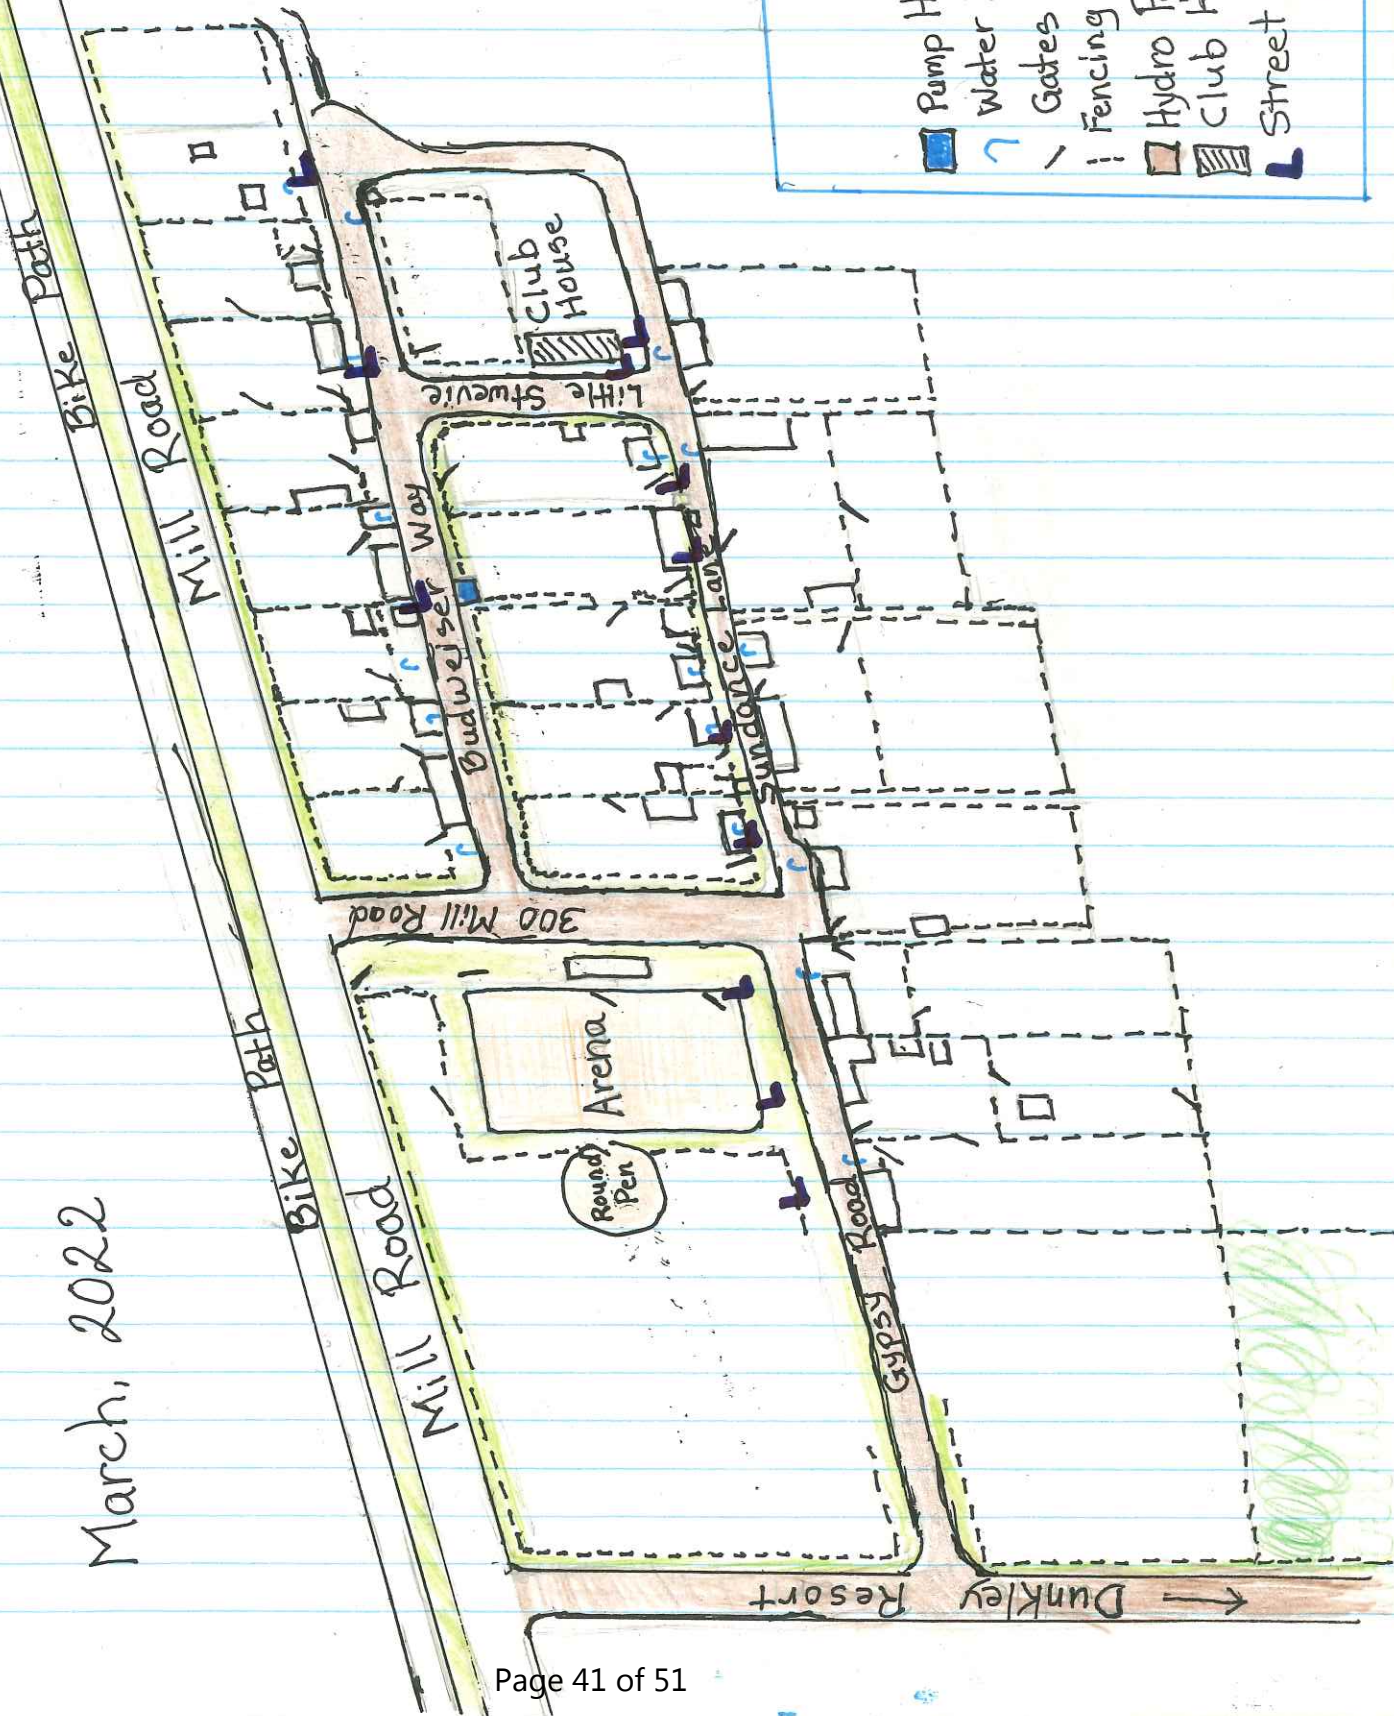 March, 2022
Bike Path
Bike Path
Mill Road
Mill Road
Budweiser Way
Little Stwevie
Club
House
Sundance Lane
300 Mill Road
Arena
Round
Pen
Gypsy Road
Dunkley Resort
Pump H
Water
Gates
Fencing
Hydro P
Club H
Street
Page 41 of 51